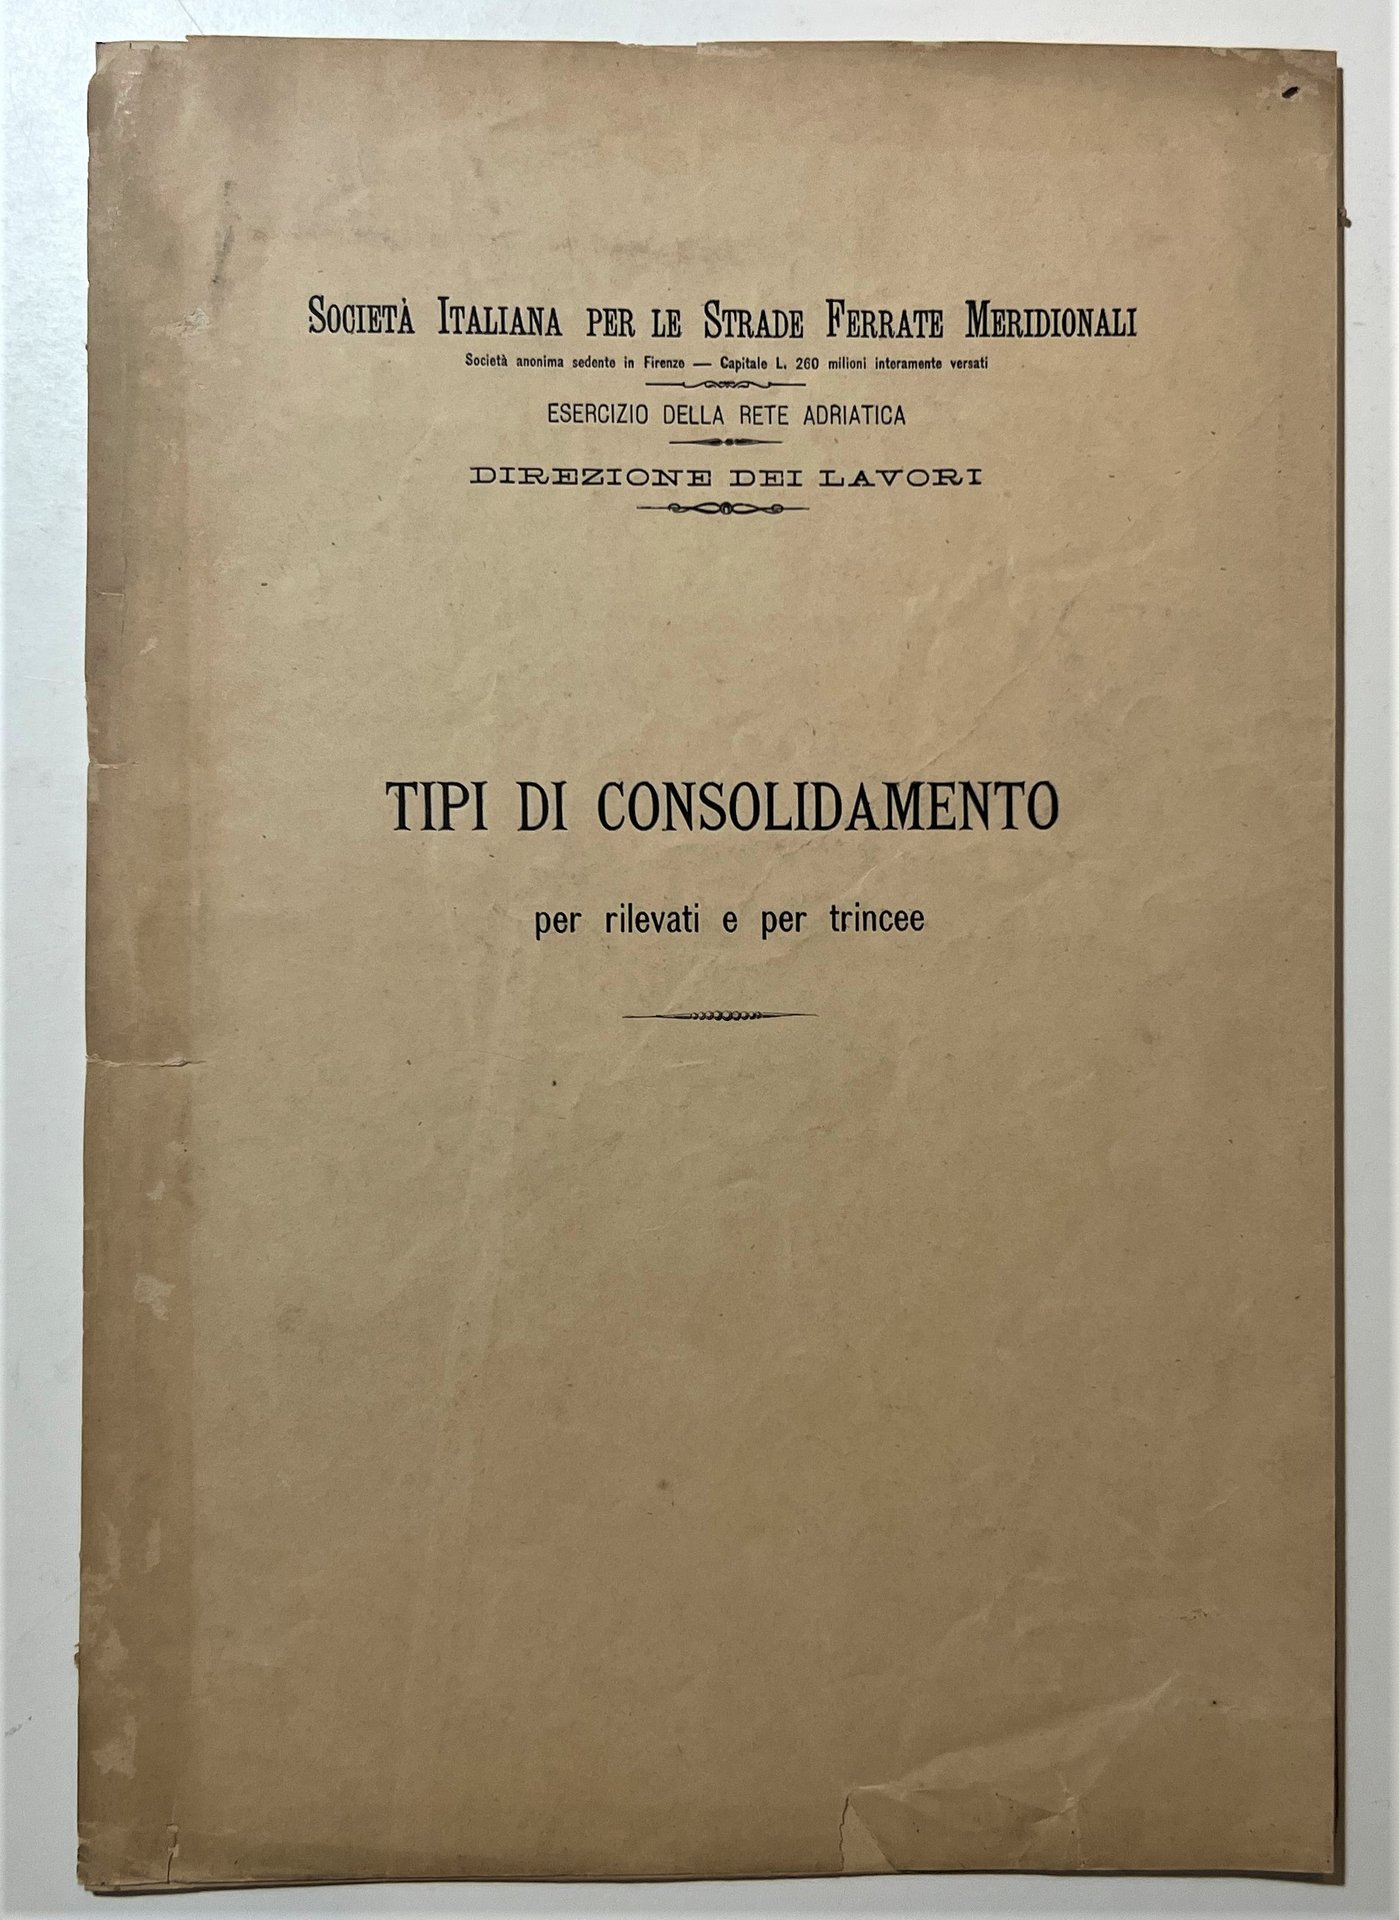 Società Italiana per le Strade Ferrate Meridionali
Società anonima sedente in Firenze — Capitale L. 260 milioni interamente versati
ESERCIZIO DELLA RETE ADRIATICA
DIREZIONE DEI LAVORI
TIPI DI CONSOLIDAMENTO
per rilevati e per trincee